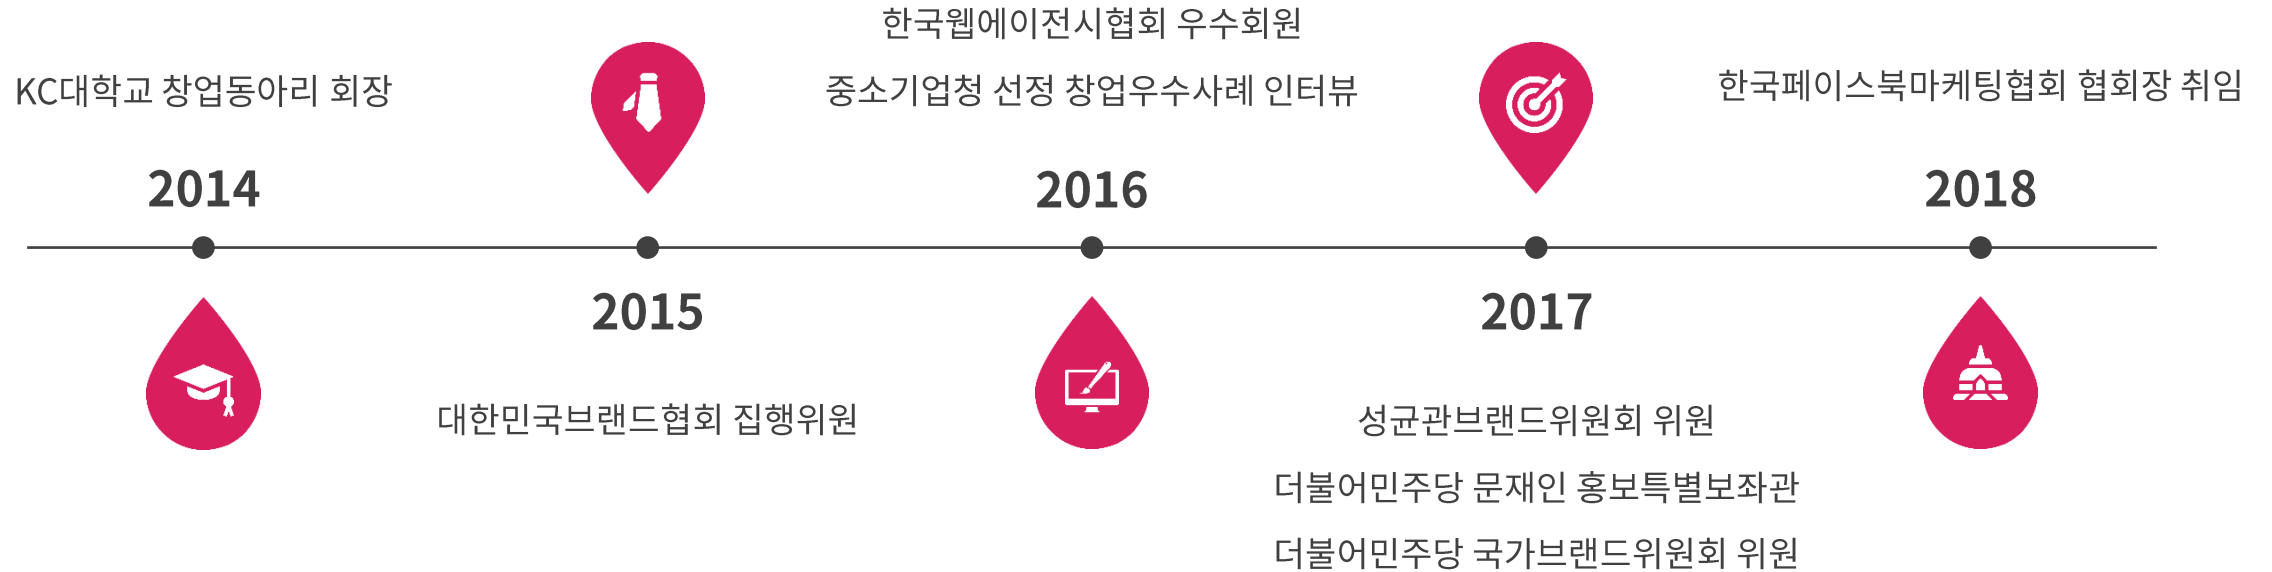 KC대학교 창업동아리 회장
2014
2015
대한민국브랜드협회 집행위원
한국웹에이전시협회 우수회원
중소기업청 선정 창업우수사례 인터뷰
2016
2017
성균관브랜드위원회 위원
더불어민주당 문재인 홍보특별보좌관
더불어민주당 국가브랜드위원회 위원
한국페이스북마케팅협회 협회장 취임
2018